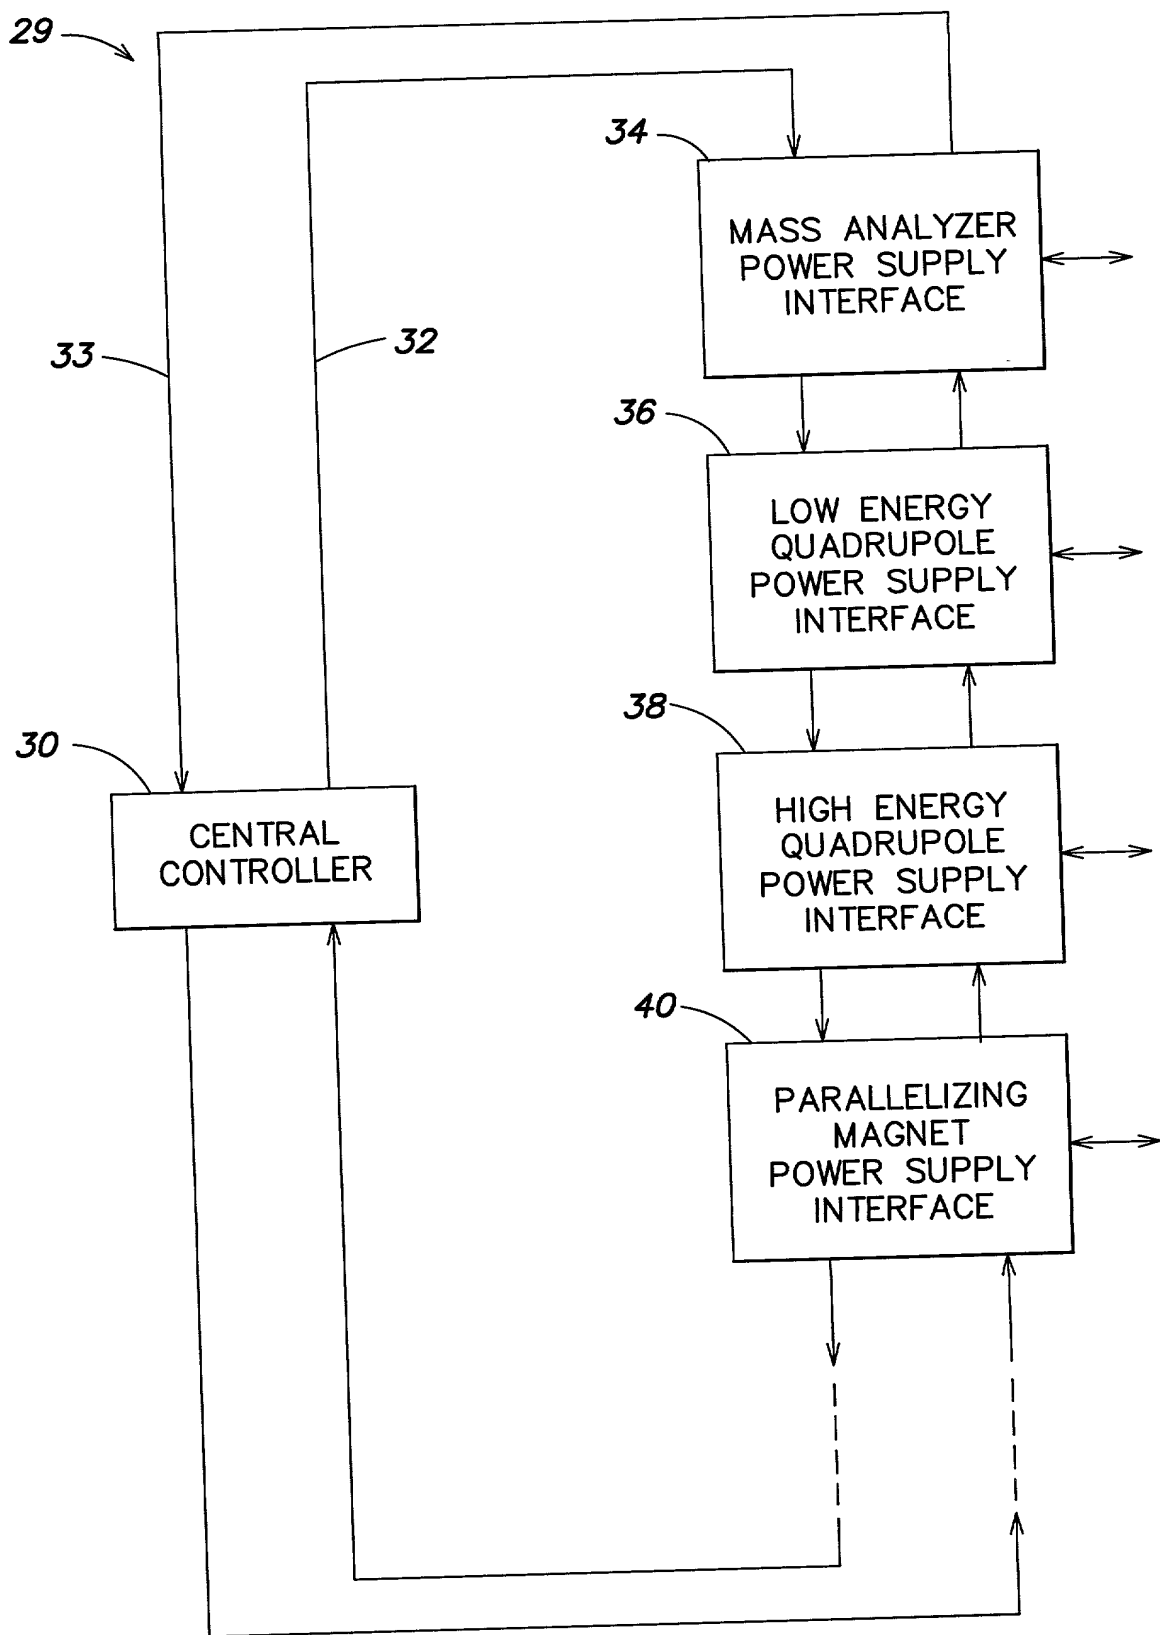 29
34
MASS ANALYZER
POWER SUPPLY
INTERFACE
33
32
36
LOW ENERGY
QUADRUPOLE
POWER SUPPLY
INTERFACE
38
30
CENTRAL
CONTROLLER
HIGH ENERGY
QUADRUPOLE
POWER SUPPLY
INTERFACE
40
PARALLELIZING
MAGNET
POWER SUPPLY
INTERFACE